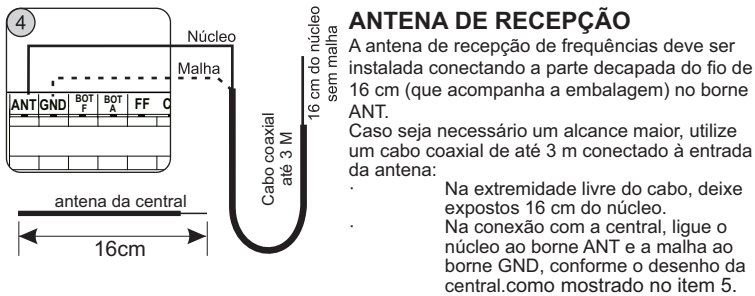 4
Núcleo
Malha
ANT GND BOT F BOT A FF C
Cabo coaxial
até 3 M
16 cm do núcleo
sem malha
antena da central
16cm
ANTENA DE RECEPÇÃO
A antena de recepção de frequências deve ser
instalada conectando a parte decapada do fio de
16 cm (que acompanha a embalagem) no borne
ANT.
Caso seja necessário um alcance maior, utilize
um cabo coaxial de até 3 m conectado à entrada
da antena:
· Na extremidade livre do cabo, deixe
expostos 16 cm do núcleo.
· Na conexão com a central, ligue o
núcleo ao borne ANT e a malha ao
borne GND, conforme o desenho da
central.como mostrado no item 5.